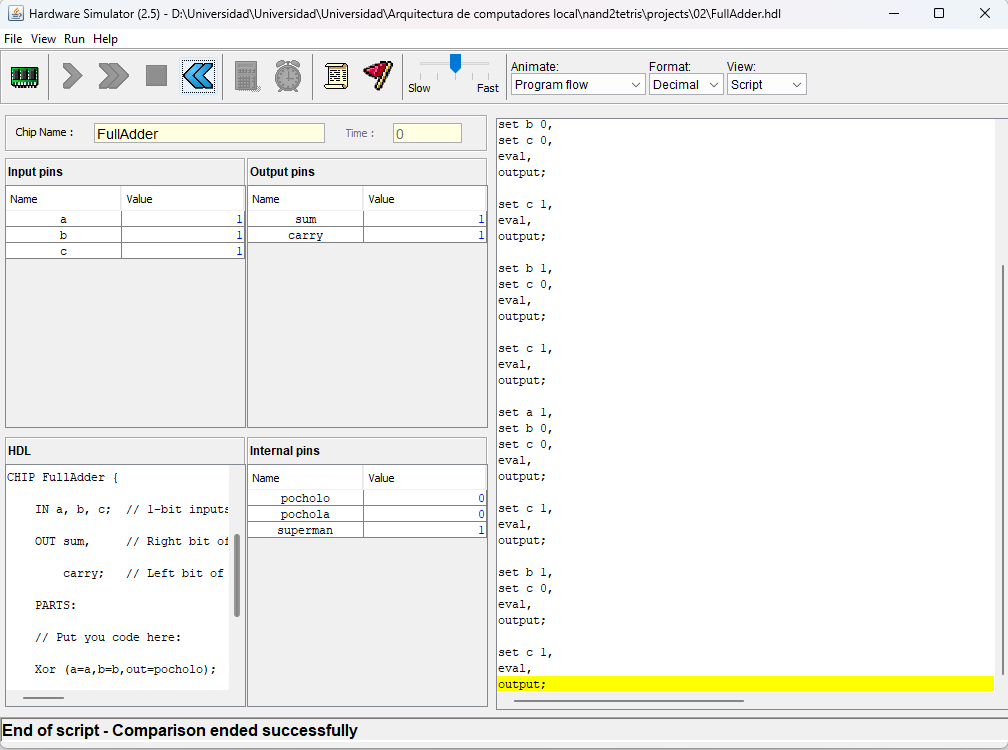 Hardware Simulator (2.5) - D:\Universidad\Universidad\Universidad\Arquitectura de computadores local\nand2tetris\projects\02\FullAdder.hdl
File View Run Help
Slow
Fast
Animate:
Program flow
Format:
Decimal
View:
Script
Chip Name :
FullAdder
Time :
0
Input pins
Name Value
a 1
b 1
c 1
Output pins
Name Value
sum 1
carry 1
HDL
CHIP FullAdder {
IN a, b, c;  // 1-bit inputs
OUT sum,     // Right bit of
carry;   // Left bit of
PARTS:
// Put you code here:
Xor (a=a,b=b,out=pocholo);
Internal pins
Name Value
pocholo 0
pochola 0
superman 1
set b 0,
set c 0,
eval,
output;
set c 1,
eval,
output;
set b 1,
set c 0,
eval,
output;
set c 1,
eval,
output;
set a 1,
set b 0,
set c 0,
eval,
output;
set c 1,
eval,
output;
set b 1,
set c 0,
eval,
output;
set c 1,
eval,
output;
End of script - Comparison ended successfully